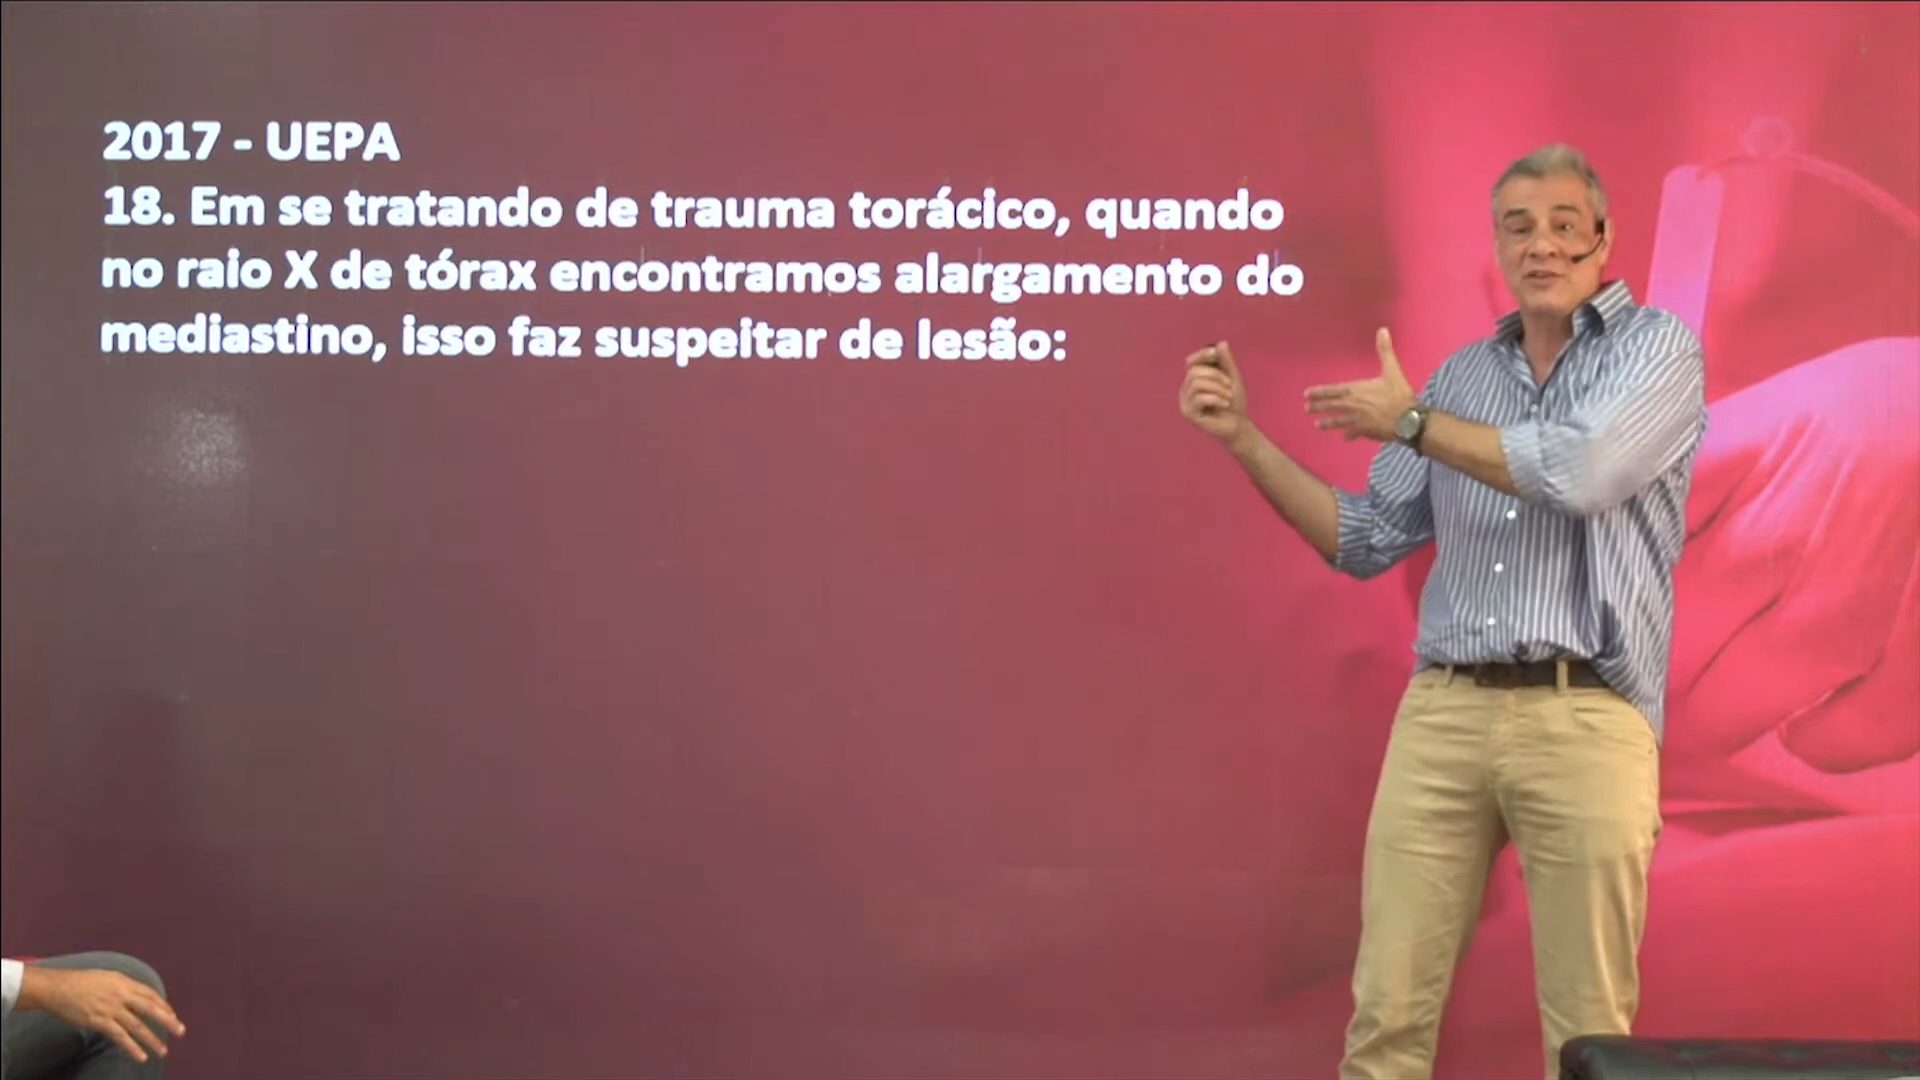 2017 - UEPA
18. Em se tratando de trauma torácico, quando
no raio X de tórax encontramos alargamento do
mediastino, isso faz suspeitar de lesão: